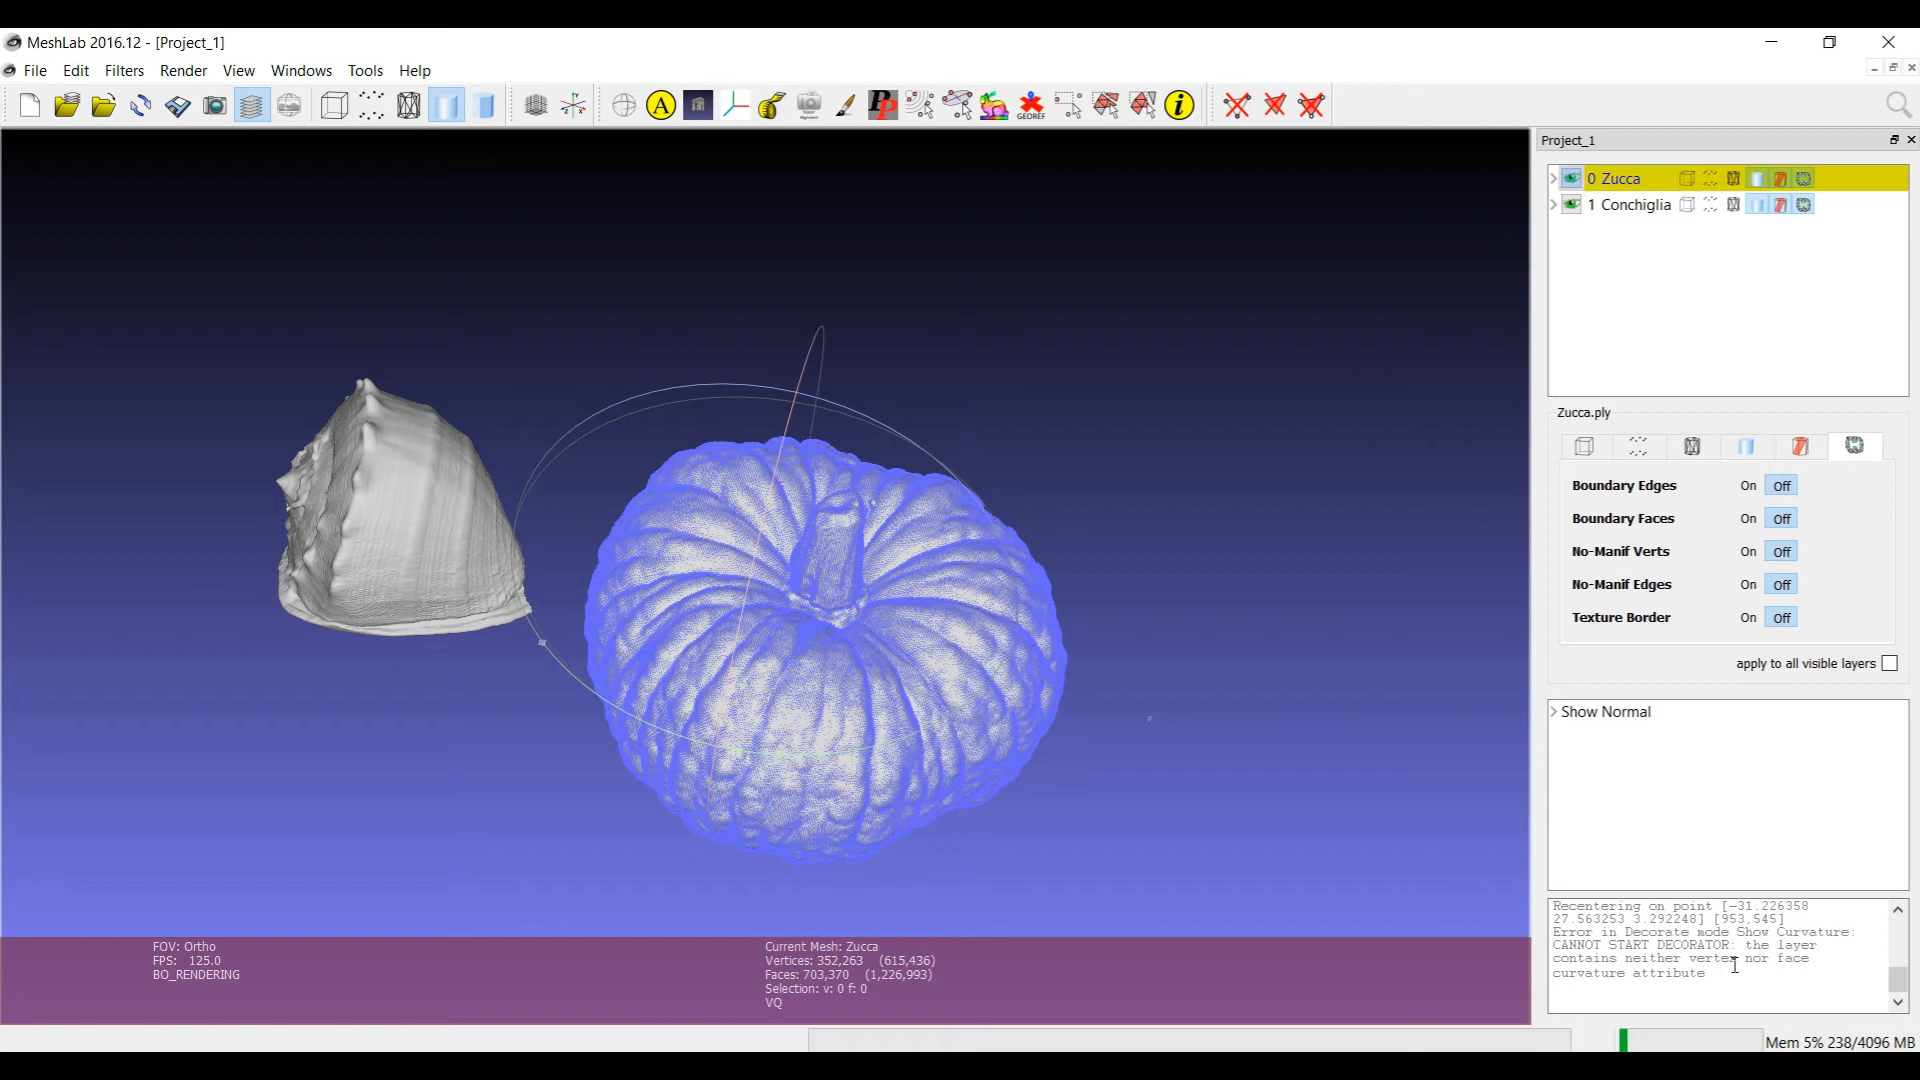 MeshLab 2016.12 - [Project_1]
File Edit Filters Render View Windows Tools Help
A
PP
GEOREF
i
Project_1
0 Zucca
1 Conchiglia
Zucca.ply
Boundary Edges On Off
Boundary Faces On Off
No-Manif Verts On Off
No-Manif Edges On Off
Texture Border On Off
apply to all visible layers
Show Normal
Recentering on point [-31.226358
27.563253 3.292248] [953,545]
Error in Decorate mode Show Curvature:
CANNOT START DECORATOR: the layer
contains neither vertex nor face
curvature attribute
FOV: Ortho
FPS: 125.0
BO_RENDERING
Current Mesh: Zucca
Vertices: 352,263 (615,436)
Faces: 703,370 (1,226,993)
Selection: v: 0 f: 0
VQ
Mem 5% 238/4096 MB